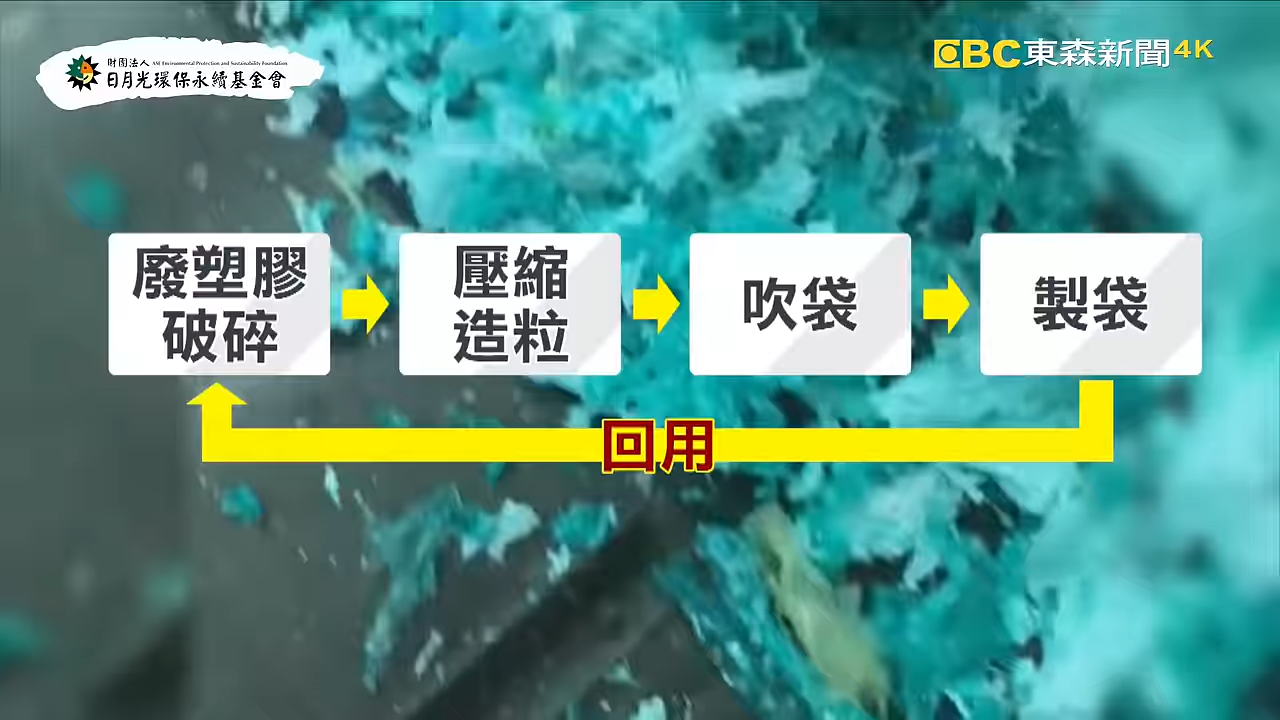 財團法人 ASE Environmental Protection and Sustainability Foundation
日月光環保永續基金會
EBC東森新聞4K
廢塑膠
破碎
壓縮
造粒
吹袋
製袋
回用